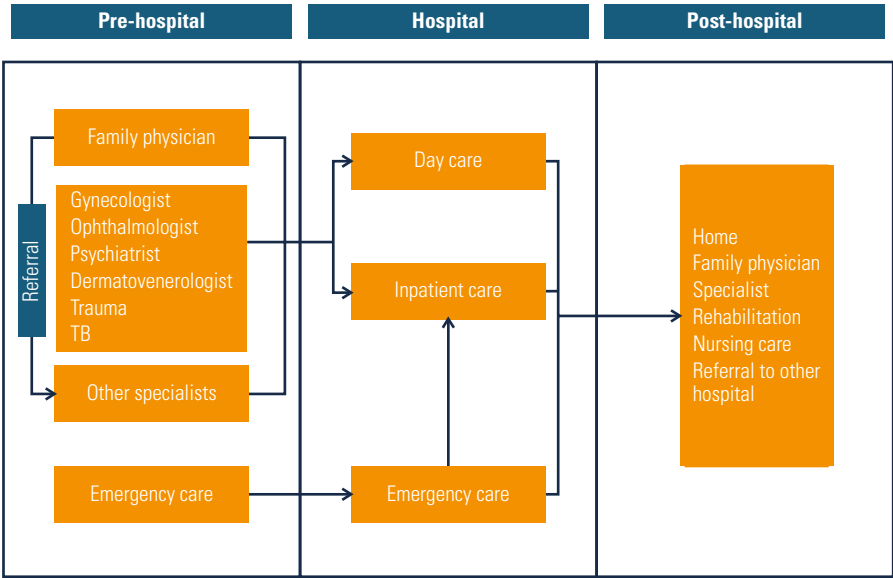 Pre-hospital
Hospital
Post-hospital
Family physician
Referral
Gynecologist
Ophthalmologist
Psychiatrist
Dermatovenerologist
Trauma
TB
Other specialists
Emergency care
Day care
Inpatient care
Emergency care
Home
Family physician
Specialist
Rehabilitation
Nursing care
Referral to other
hospital